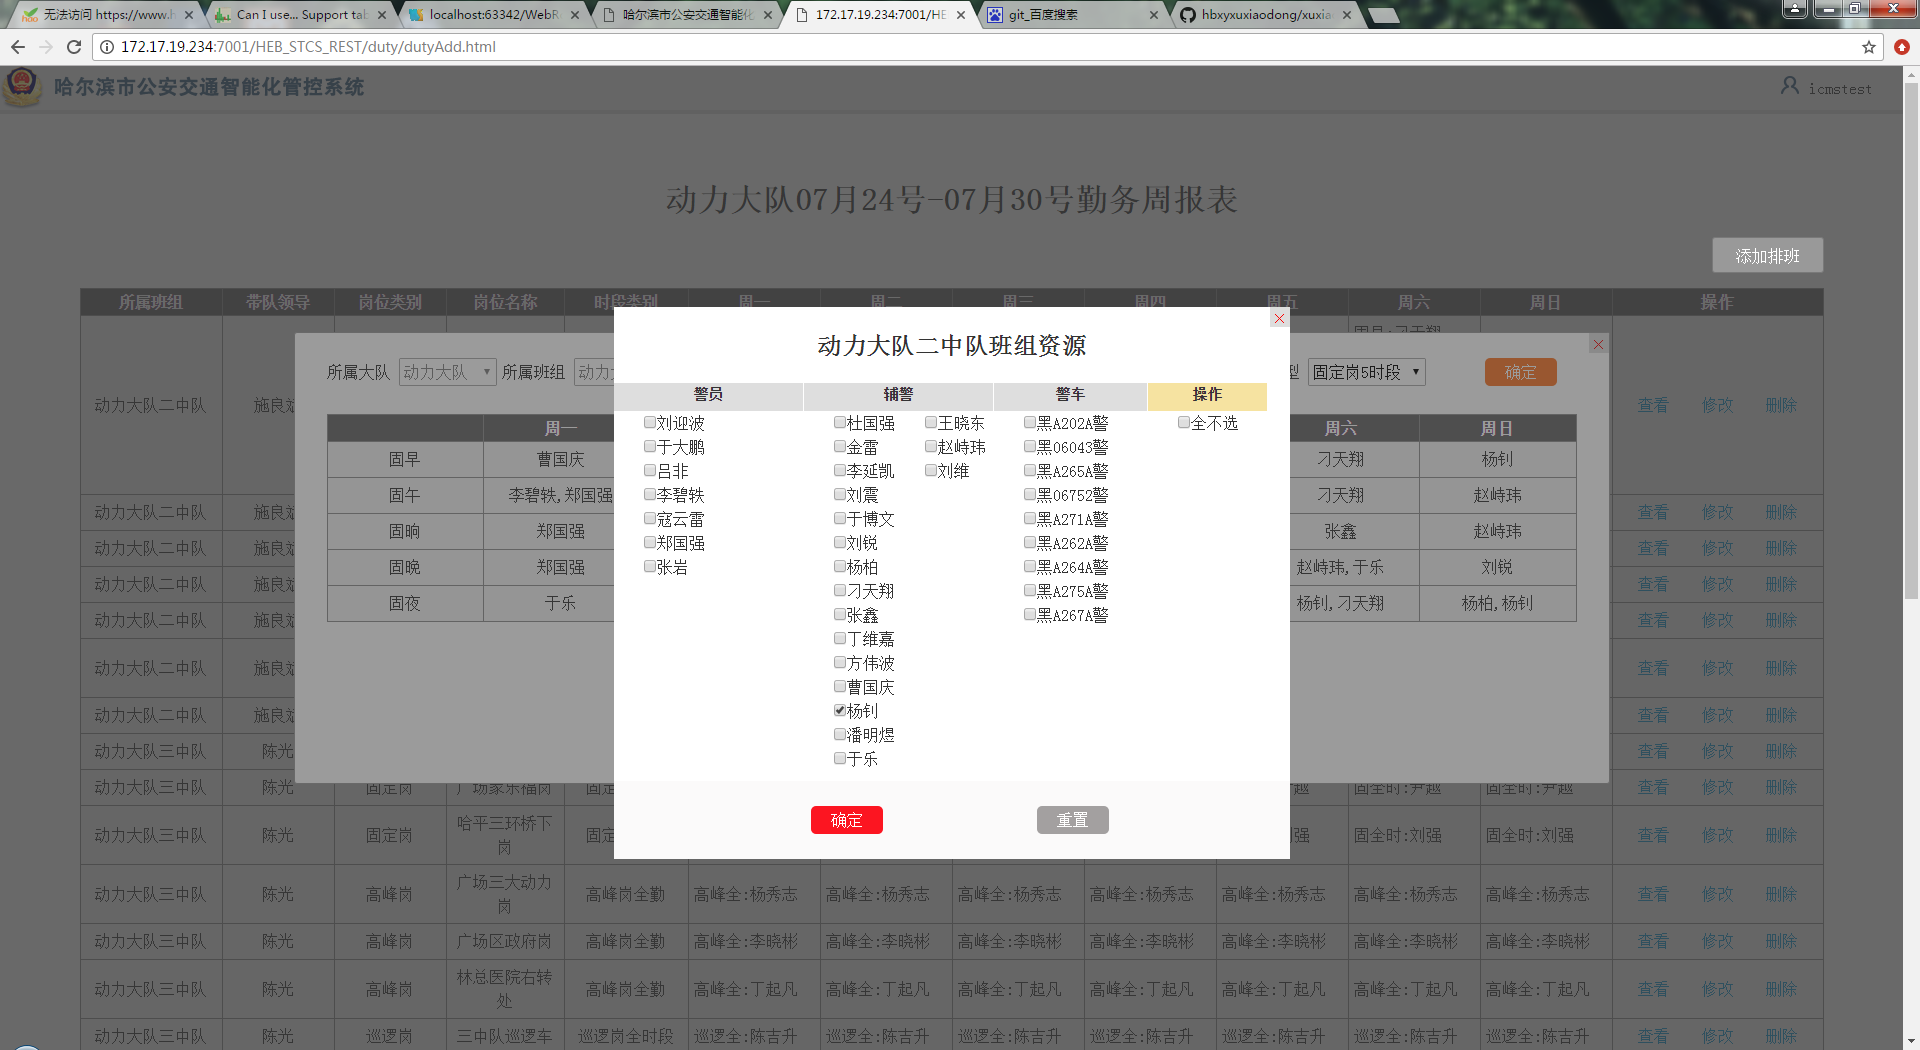 无法访问 https://www.h
Can I use... Support tab
localhost:63342/WebR
哈尔滨市公安交通智能化
172.17.19.234:7001/HE
git_百度搜索
hbxyxuxiaodong/xuxia
172.17.19.234:7001/HEB_STCS_REST/duty/dutyAdd.html
哈尔滨市公安交通智能化管控系统
icmstest
动力大队07月24号-07月30号勤务周报表
添加排班
所属班组 带队领导 岗位类别 岗位名称 时段类别 周一 周二 周三 周四 周五 周六 周日 操作
动力大队二中队 查看 修改 删除
动力大队二中队 查看 修改 删除
动力大队二中队 查看 修改 删除
动力大队二中队 查看 修改 删除
动力大队二中队 查看 修改 删除
动力大队二中队 查看 修改 删除
动力大队二中队 查看 修改 删除
动力大队三中队 陈光 查看 修改 删除
动力大队三中队 陈光 固定岗 广场家乐福岗 固全时:尹越 固全时:尹越 查看 修改 删除
动力大队三中队 陈光 固定岗 哈平三环桥下岗 固全时:刘强 固全时:刘强 查看 修改 删除
动力大队三中队 陈光 高峰岗 广场三大动力岗 高峰岗全勤 高峰全:杨秀志 高峰全:杨秀志 高峰全:杨秀志 高峰全:杨秀志 高峰全:杨秀志 高峰全:杨秀志 高峰全:杨秀志 查看 修改 删除
动力大队三中队 陈光 高峰岗 广场区政府岗 高峰岗全勤 高峰全:李晓彬 高峰全:李晓彬 高峰全:李晓彬 高峰全:李晓彬 高峰全:李晓彬 高峰全:李晓彬 高峰全:李晓彬 查看 修改 删除
动力大队三中队 陈光 高峰岗 林总医院右转处 高峰岗全勤 高峰全:丁起凡 高峰全:丁起凡 高峰全:丁起凡 高峰全:丁起凡 高峰全:丁起凡 高峰全:丁起凡 高峰全:丁起凡 查看 修改 删除
动力大队三中队 陈光 巡逻岗 三中队巡逻车 巡逻岗全时段 巡逻全:陈吉升 巡逻全:陈吉升 巡逻全:陈吉升 巡逻全:陈吉升 巡逻全:陈吉升 巡逻全:陈吉升 巡逻全:陈吉升 查看 修改 删除
所属大队 动力大队 所属班组 动力 型 固定岗5时段 确定
周一 周六 周日
固早 曹国庆 刁天翔 杨钊
固午 李碧轶,郑国强 刁天翔 赵峙玮
固晌 郑国强 张鑫 赵峙玮
固晚 郑国强 赵峙玮,于乐 刘锐
固夜 于乐 杨钊,刁天翔 杨柏,杨钊
动力大队二中队班组资源
警员 辅警 警车 操作
刘迎波 杜国强 王晓东 黑A202A警 全不选
于大鹏 金雷 赵峙玮 黑06043警
吕非 李延凯 刘维 黑A265A警
李碧轶 刘震 黑06752警
寇云雷 于博文 黑A271A警
郑国强 刘锐 黑A262A警
张岩 杨柏 黑A264A警
刁天翔 黑A275A警
张鑫 黑A267A警
丁维嘉
方伟波
曹国庆
杨钊
潘明煜
于乐
确定 重置